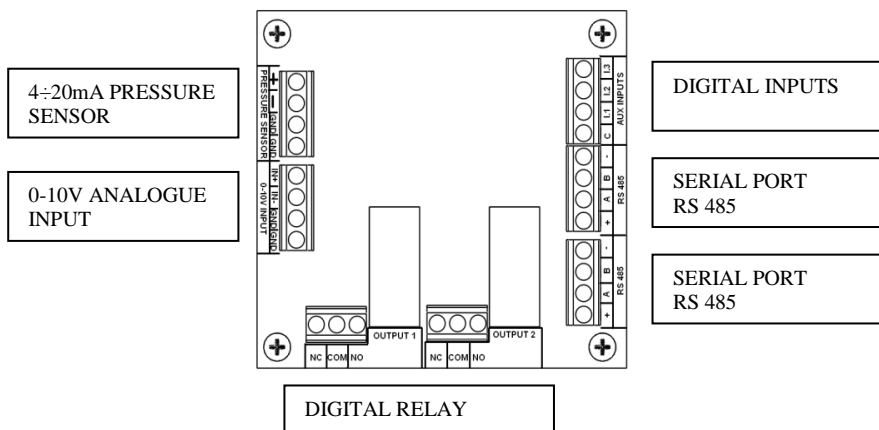 4÷20mA PRESSURE
SENSOR
0-10V ANALOGUE
INPUT
+
−
GND
GND
PRESSURE SENSOR
IN+
IN-
GND
GND
0-10V INPUT
I.3
I.2
I.1
C
AUX INPUTS
-
B
A
+
RS 485
-
B
A
+
RS 485
DIGITAL INPUTS
SERIAL PORT
RS 485
SERIAL PORT
RS 485
OUTPUT 1
NC COM NO
OUTPUT 2
NC COM NO
DIGITAL RELAY